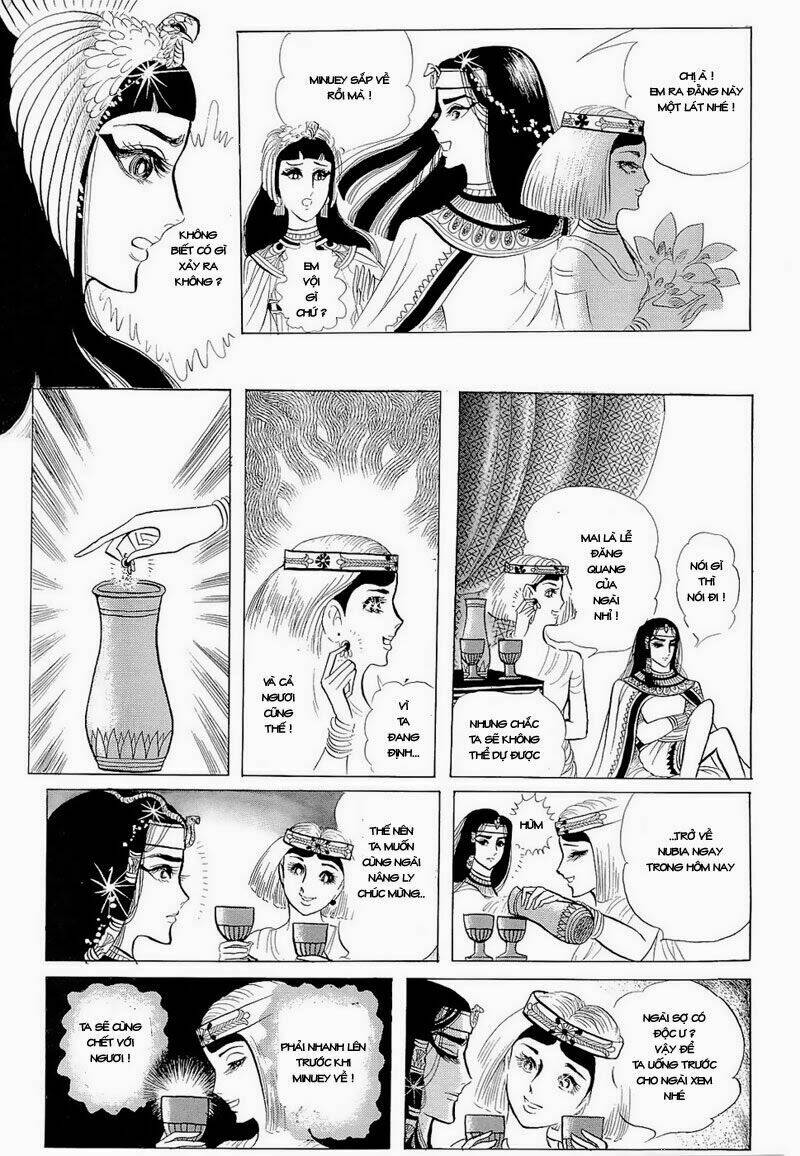 CHỊ À !
EM RA ĐẰNG NÀY
MỘT LÁT NHÉ !
MINUEY SẮP VỀ
RỒI MÀ !
EM
VỘI
GÌ
CHỨ ?
KHÔNG
BIẾT CÓ GÌ
XẢY RA
KHÔNG ?
NÓI GÌ
THÌ
NÓI ĐI !
MAI LÀ LỄ
ĐĂNG
QUANG
CỦA
NGÀI
NHỈ !
NHƯNG CHẮC
TA SẼ KHÔNG
THỂ DỰ ĐƯỢC
VÌ
TA
ĐANG
ĐỊNH...
VÀ CẢ
NGƯƠI
CŨNG
THẾ !
...TRỞ VỀ
NUBIA NGAY
TRONG HÔM NAY
HỪM
THẾ NÊN
TA MUỐN
CÙNG NGÀI
NÂNG LY
CHÚC MỪNG..
NGÀI SỢ CÓ
ĐỘC Ư ?
VẬY ĐỂ
TA UỐNG TRƯỚC
CHO NGÀI XEM
NHÉ
PHẢI NHANH LÊN
TRƯỚC KHI
MINUEY VỀ !
TA SẼ CÙNG
CHẾT VỚI
NGƯƠI !